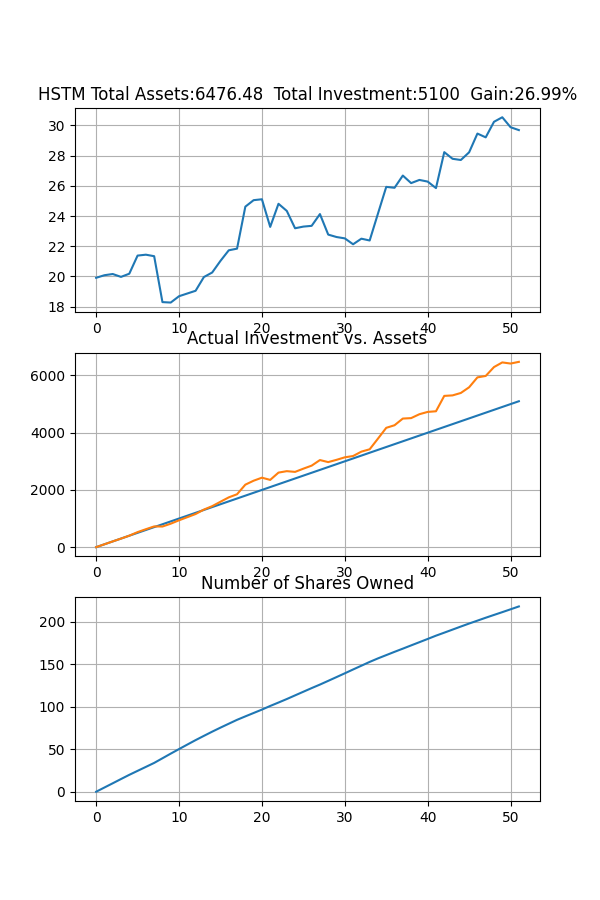 HSTM Total Assets:6476.48  Total Investment:5100  Gain:26.99%
30
28
26
24
22
20
18
0 10 20 30 40 50
Actual Investment vs. Assets
6000
4000
2000
0
0 10 20 30 40 50
Number of Shares Owned
200
150
100
50
0
0 10 20 30 40 50